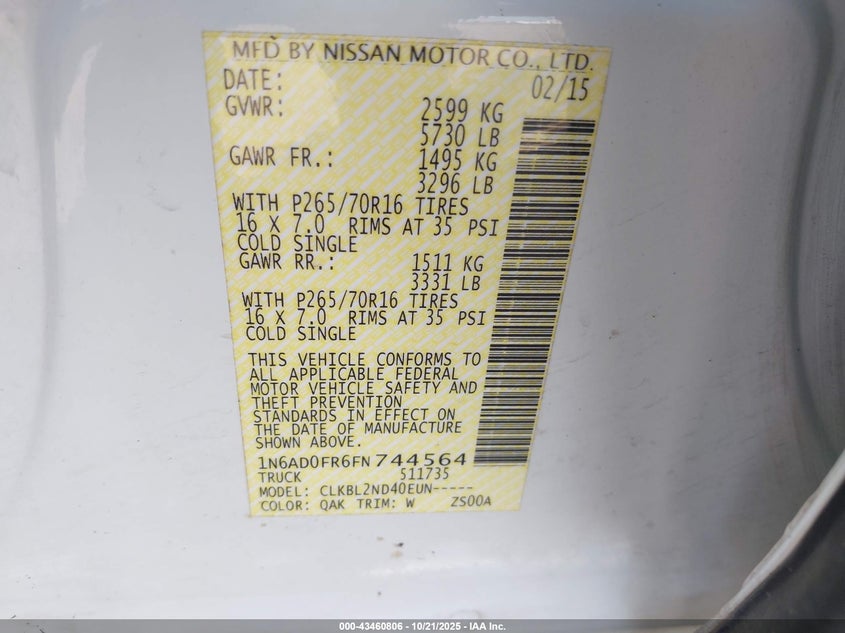 MFD BY NISSAN MOTOR CO., LTD.
DATE: 02/15
GVWR: 2599 KG
5730 LB
GAWR FR.: 1495 KG
3296 LB
WITH P265/70R16 TIRES
16 X 7.0 RIMS AT 35 PSI
COLD SINGLE
GAWR RR.: 1511 KG
3331 LB
WITH P265/70R16 TIRES
16 X 7.0 RIMS AT 35 PSI
COLD SINGLE
THIS VEHICLE CONFORMS TO
ALL APPLICABLE FEDERAL
MOTOR VEHICLE SAFETY AND
THEFT PREVENTION
STANDARDS IN EFFECT ON
THE DATE OF MANUFACTURE
SHOWN ABOVE.
1N6AD0FR6FN744564
TRUCK 511735
MODEL: CLKBL2ND40EUN-----
COLOR: QAK TRIM: W ZS00A
000-43460806 - 10/21/2025 - IAA Inc.